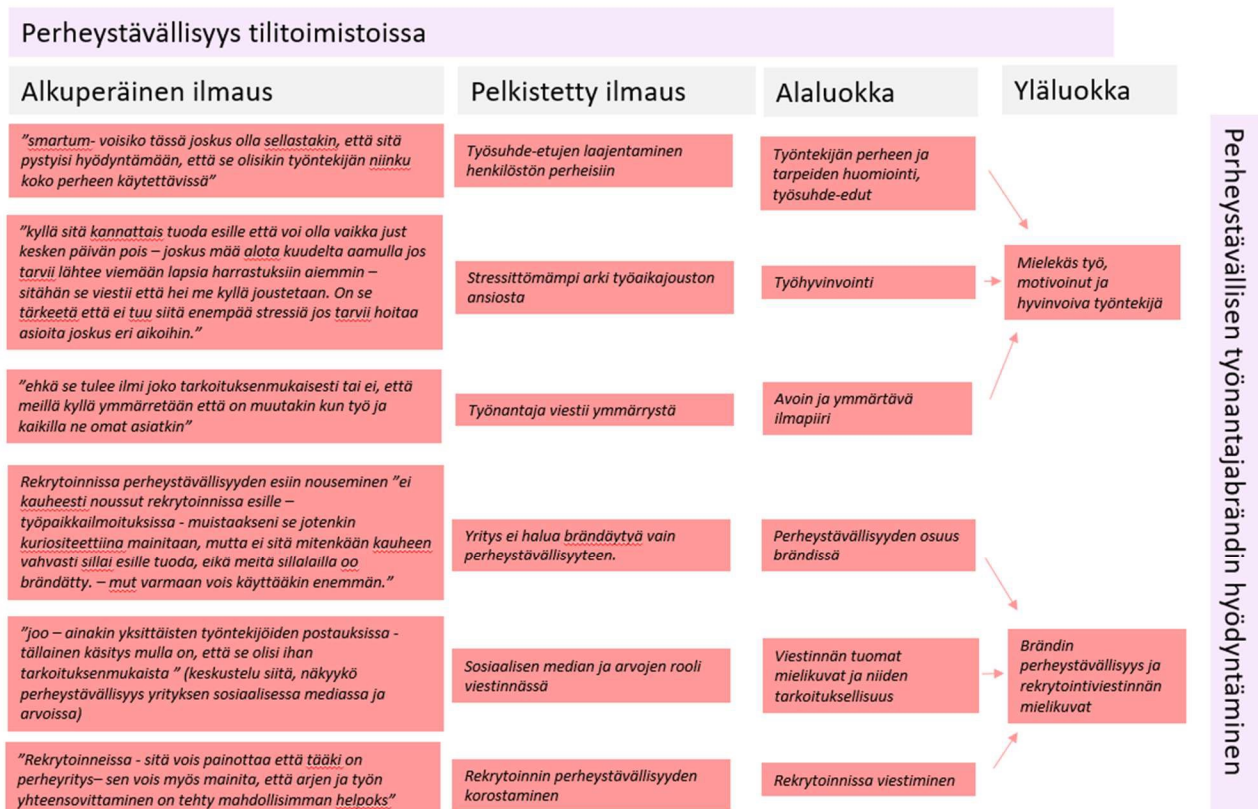 Perheystävällisyys tilitoimistoissa
Alkuperäinen ilmaus
Pelkistetty ilmaus
Alaluokka
Yläluokka
"smartum- voisiko tässä joskus olla sellastakin, että sitä
pystyisi hyödyntämään, että se olisikin työntekijän niinku
koko perheen käytettävissä"
Työsuhde-etujen laajentaminen
henkilöstön perheisiin
Työntekijän perheen ja
tarpeiden huomiointi,
työsuhde-edut
"kyllä sitä kannattais tuoda esille että voi olla vaikka just
kesken päivän pois – joskus mää alota kuudelta aamulla jos
tarvii lähtee viemään lapsia harrastuksiin aiemmin –
sitähän se viestii että hei me kyllä joustetaan. On se
tärkeetä että ei tuu siitä enempää stressiä jos tarvii hoitaa
asioita joskus eri aikoihin."
Stressittömämpi arki työaikajouston
ansiosta
Työhyvinvointi
Mielekäs työ,
motivoinut ja
hyvinvoiva työntekijä
"ehkä se tulee ilmi joko tarkoituksenmukaisesti tai ei, että
meillä kyllä ymmärretään että on muutakin kun työ ja
kaikilla ne omat asiatkin"
Työnantaja viestii ymmärrystä
Avoin ja ymmärtävä
ilmapiiri
Rekrytoinnissa perheystävällisyyden esiin nouseminen "ei
kauheesti noussut rekrytoinnissa esille –
työpaikkailmoituksissa - muistaakseni se jotenkin
kuriositeettiina mainitaan, mutta ei sitä mitenkään kauheen
vahvasti sillai esille tuoda, eikä meitä sillalailla oo
brändätty. – mut varmaan vois käyttääkin enemmän."
Yritys ei halua brändäytyä vain
perheystävällisyyteen.
Perheystävällisyyden osuus
brändissä
"joo – ainakin yksittäisten työntekijöiden postauksissa -
tällainen käsitys mulla on, että se olisi ihan
tarkoituksenmukaista " (keskustelu siitä, näkyykö
perheystävällisyys yrityksen sosiaalisessa mediassa ja
arvoissa)
Sosiaalisen median ja arvojen rooli
viestinnässä
Viestinnän tuomat
mielikuvat ja niiden
tarkoituksellisuus
Brändin
perheystävällisyys ja
rekrytointiviestinnän
mielikuvat
"Rekrytoinneissa - sitä vois painottaa että tääki on
perheyritys– sen vois myös mainita, että arjen ja työn
yhteensovittaminen on tehty mahdollisimman helpoks"
Rekrytoinnin perheystävällisyyden
korostaminen
Rekrytoinnissa viestiminen
Perheystävällisen työnantajabrändin hyödyntäminen